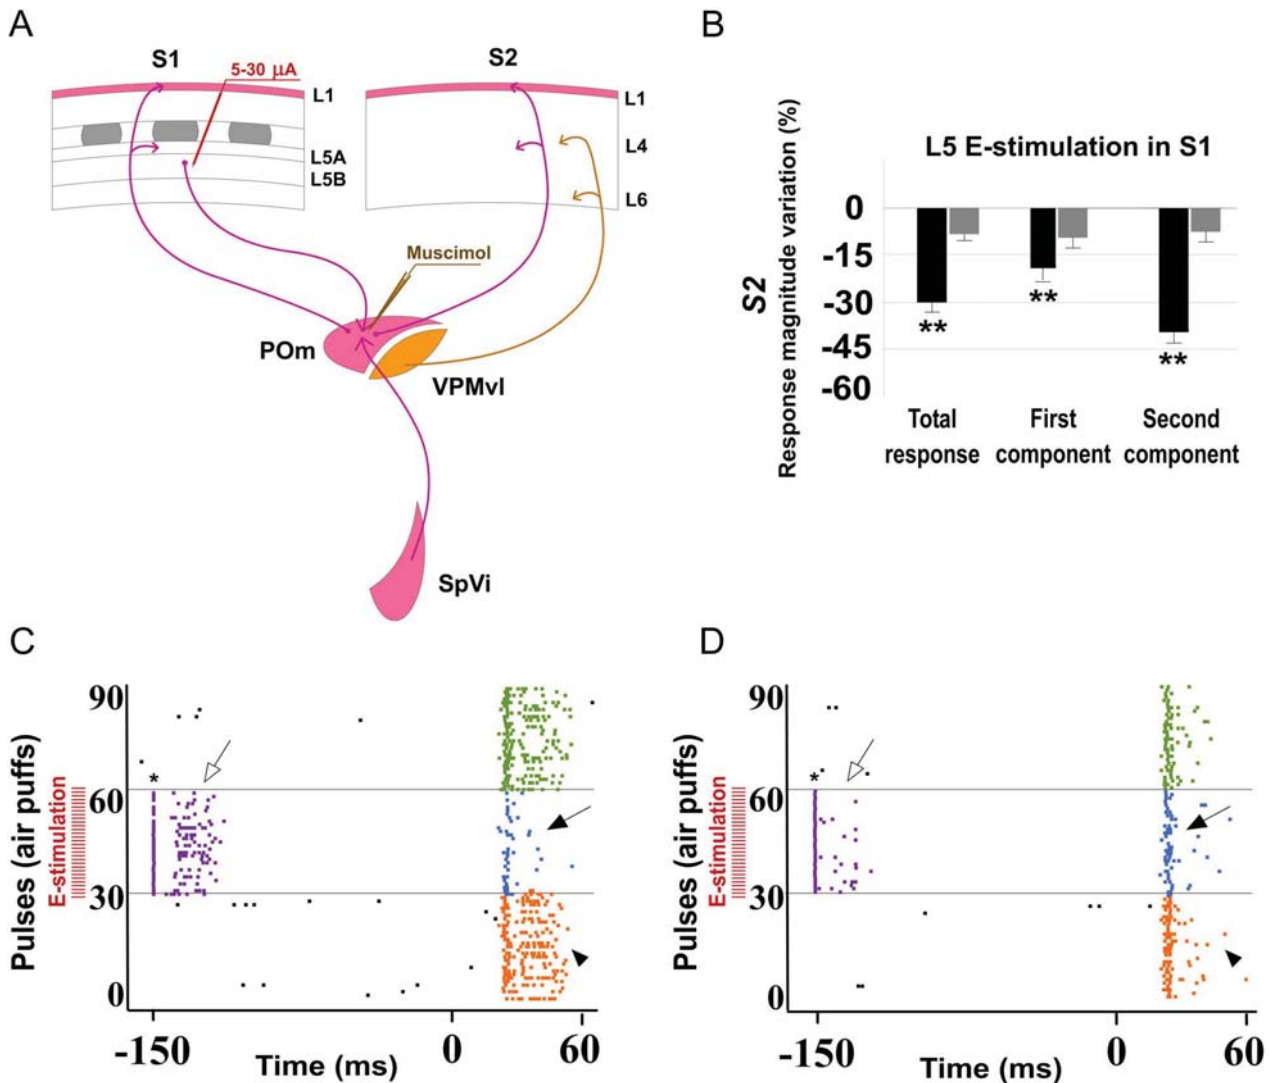 A
S1
5-30 µA
S2
L1
L5A
L5B
L1
L4
L6
Muscimol
POm
VPMvl
SpVi
B
L5 E-stimulation in S1
S2
Response magnitude variation (%)
0
-15
-30
-45
-60
**
**
**
Total
response
First
component
Second
component
C
Pulses (air puffs)
E-stimulation
90
60
30
0
*
-150
0
60
Time (ms)
D
Pulses (air puffs)
E-stimulation
90
60
30
0
*
-150
0
60
Time (ms)